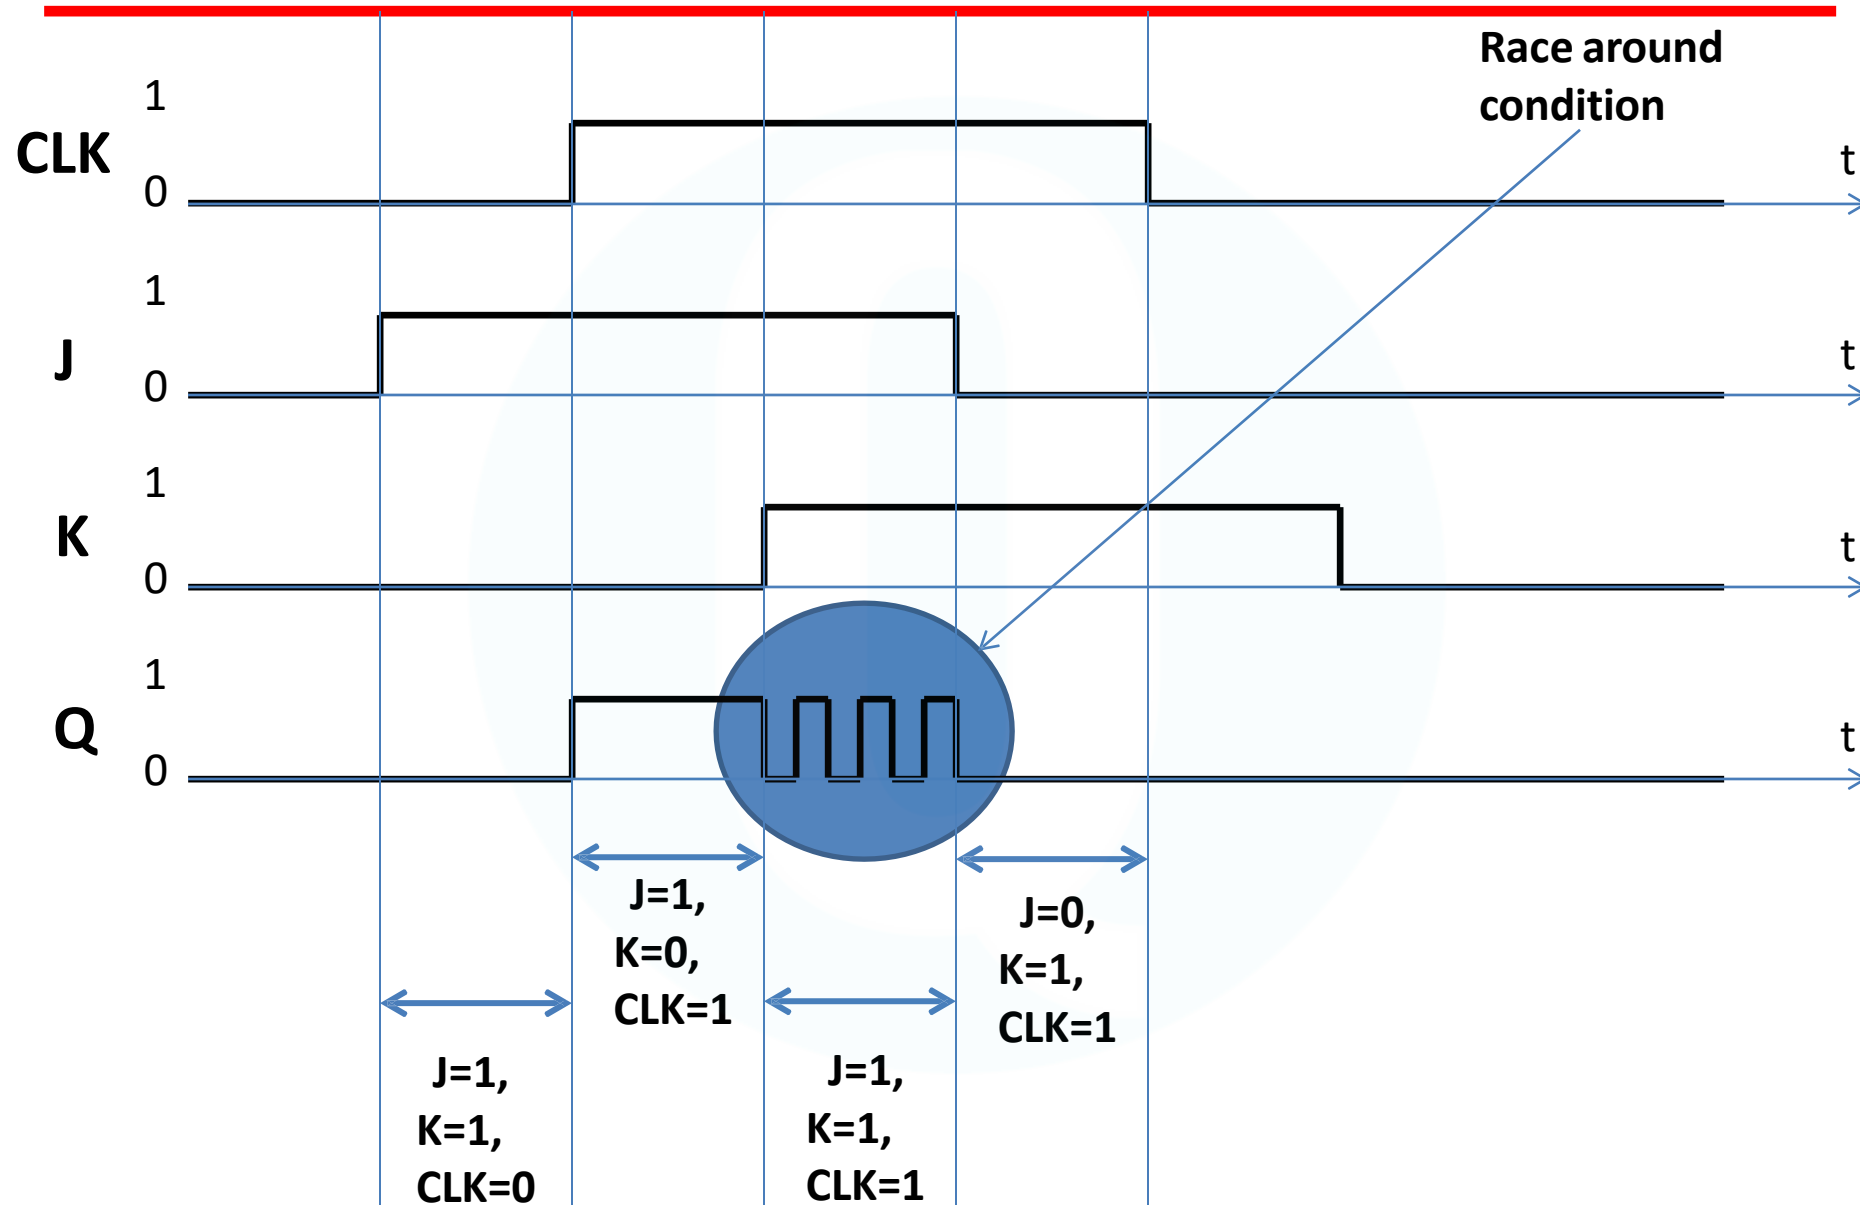 Race around
condition
1
CLK
0
t
1
J
0
t
1
K
0
t
1
Q
0
t
J=1,
K=0,
CLK=1
J=0,
K=1,
CLK=1
J=1,
K=1,
CLK=0
J=1,
K=1,
CLK=1